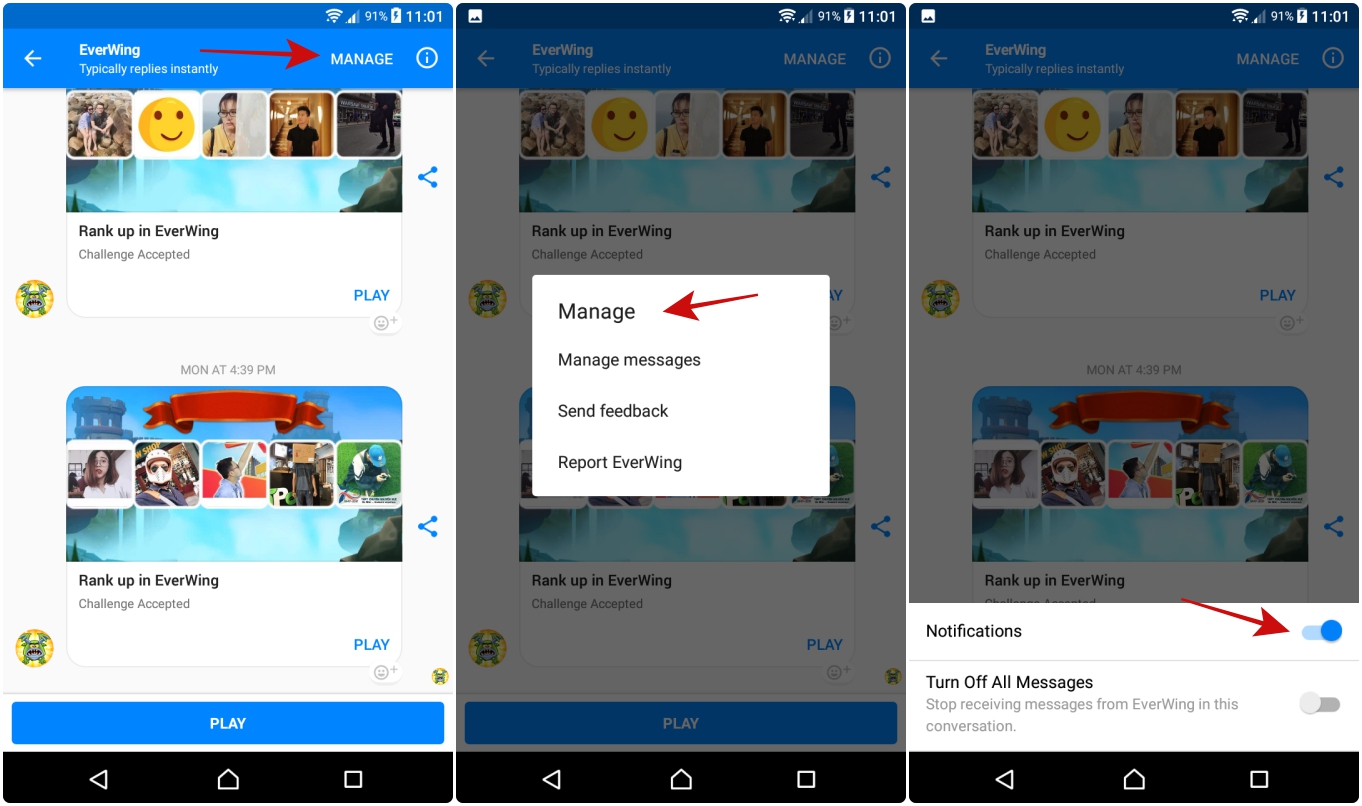 91% 11:01
EverWing
Typically replies instantly
MANAGE
Rank up in EverWing
Challenge Accepted
PLAY
MON AT 4:39 PM
Rank up in EverWing
Challenge Accepted
PLAY
PLAY
91% 11:01
EverWing
Typically replies instantly
MANAGE
Rank up in EverWing
Challenge Accepted
AY
Manage
Manage messages
Send feedback
Report EverWing
Rank up in EverWing
Challenge Accepted
PLAY
PLAY
91% 11:01
EverWing
Typically replies instantly
MANAGE
Rank up in EverWing
Challenge Accepted
PLAY
MON AT 4:39 PM
Rank up in EverWing
Challenge Accepted
Notifications
Turn Off All Messages
Stop receiving messages from EverWing in this
conversation.